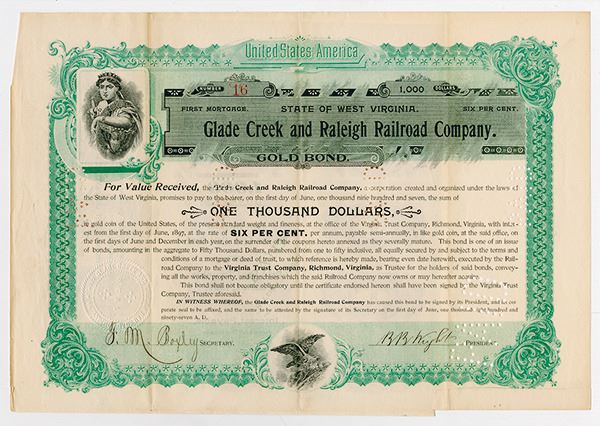 United States America
NUMBER 16 1,000 DOLLARS
FIRST MORTGAGE. STATE OF WEST VIRGINIA. SIX PER CENT.
Glade Creek and Raleigh Railroad Company.
GOLD BOND.
For Value Received, the Glade Creek and Raleigh Railroad Company, a corporation created and organized under the laws of
the State of West Virginia, promises to pay to the bearer, on the first day of June, one thousand nine hundred and seven, the sum of
ONE THOUSAND DOLLARS,
in gold coin of the United States, of the present standard weight and fineness, at the office of the Virginia Trust Company, Richmond, Virginia, with inter-
est from the first day of June, 1897, at the rate of SIX PER CENT. per annum, payable semi-annually, in like gold coin, at the said office, on
the first days of June and December in each year, on the surrender of the coupons hereto annexed as they severally mature. This bond is one of an issue
of bonds, amounting in the aggregate to Fifty Thousand Dollars, numbered from one to fifty inclusive, all equally secured by and subject to the terms and
conditions of a mortgage or deed of trust, to which reference is hereby made, bearing even date herewith, executed by the Rail-
road Company to the Virginia Trust Company, Richmond, Virginia, as Trustee for the holders of said bonds, convey-
ing all the works, property, and franchises which the said Railroad Company now owns or may hereafter acquire.
This bond shall not become obligatory until the certificate endorsed hereon shall have been signed by the Virginia Trust
Company, Trustee aforesaid.
IN WITNESS WHEREOF, the Glade Creek and Raleigh Railroad Company has caused this bond to be signed by its President, and its cor-
porate seal to be affixed, and the same to be attested by the signature of its Secretary on the first day of June, one thousand eight hundred and
ninety-seven A. D.
J. M. Boxley SECRETARY. B B Wright PRESIDENT